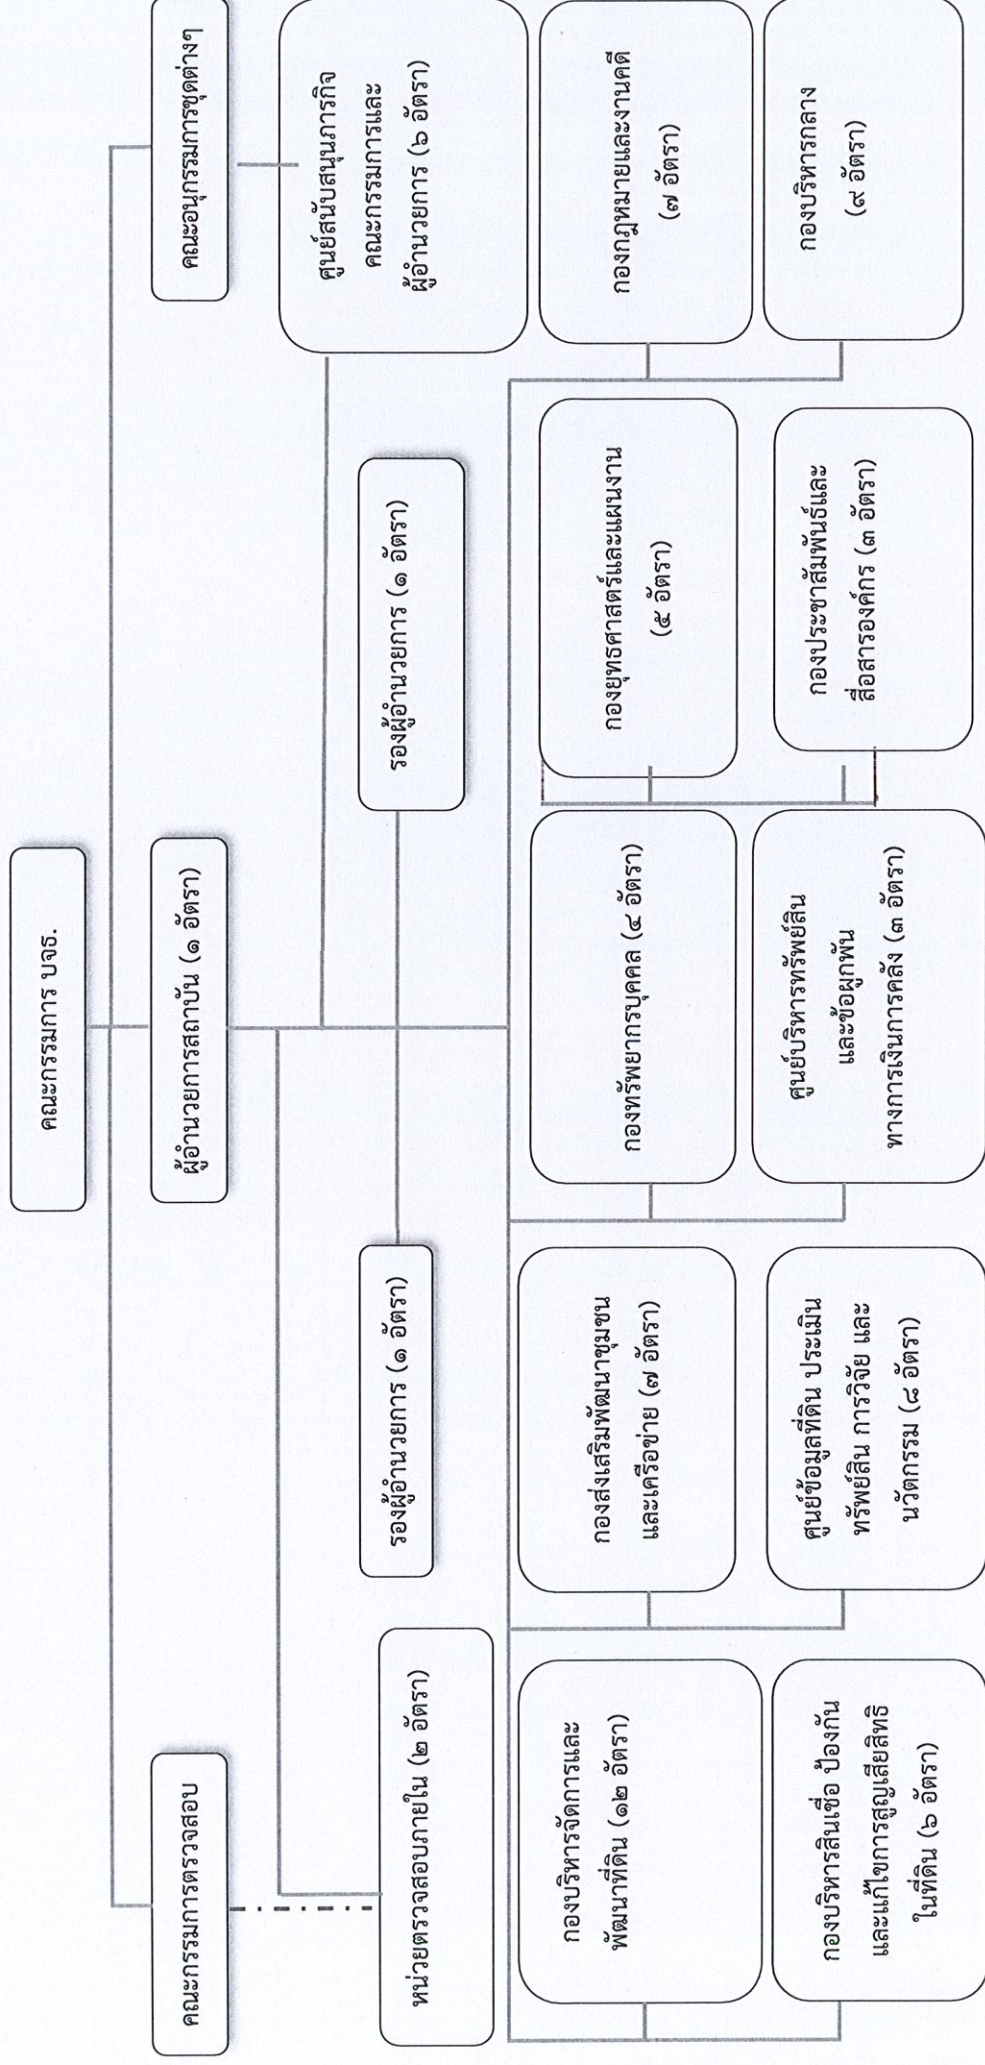 คณะกรรมการ บจธ.
คณะกรรมการตรวจสอบ
ผู้อำนวยการสถาบัน (๑ อัตรา)
คณะอนุกรรมการชุดต่างๆ
หน่วยตรวจสอบภายใน (๒ อัตรา)
รองผู้อำนวยการ (๑ อัตรา)
รองผู้อำนวยการ (๑ อัตรา)
ศูนย์สนับสนุนภารกิจ
คณะกรรมการและ
ผู้อำนวยการ (๖ อัตรา)
กองบริหารจัดการและ
พัฒนาที่ดิน (๑๒ อัตรา)
กองส่งเสริมพัฒนาชุมชน
และเครือข่าย (๗ อัตรา)
กองทรัพยากรบุคคล (๔ อัตรา)
กองยุทธศาสตร์และแผนงาน
(๕ อัตรา)
กองกฎหมายและงานคดี
(๗ อัตรา)
กองบริหารสินเชื่อ ป้องกัน
และแก้ไขการสูญเสียสิทธิ
ในที่ดิน (๖ อัตรา)
ศูนย์ข้อมูลที่ดิน ประเมิน
ทรัพย์สิน การวิจัย และ
นวัตกรรม (๘ อัตรา)
ศูนย์บริหารทรัพย์สิน
และข้อผูกพัน
ทางการเงินการคลัง (๓ อัตรา)
กองประชาสัมพันธ์และ
สื่อสารองค์กร (๓ อัตรา)
กองบริหารกลาง
(๙ อัตรา)